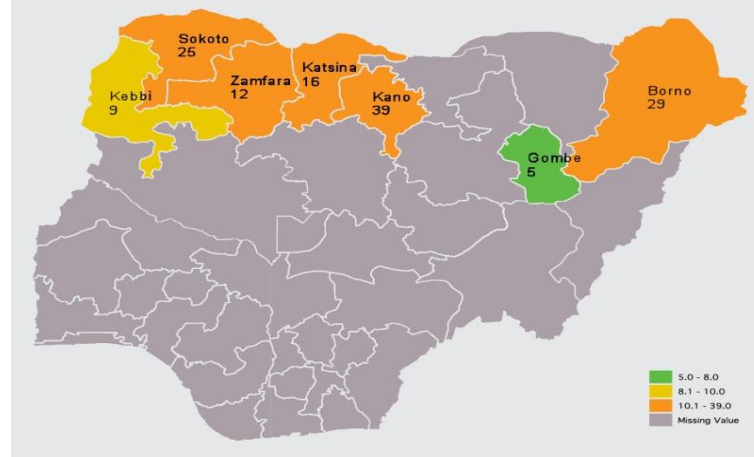 Sokoto
25
Katsina
16
Zamfara
12
Kebbi
9
Kano
39
Borno
29
Gombe
5
5.0 - 8.0
8.1 - 10.0
10.1 - 39.0
Missing Value